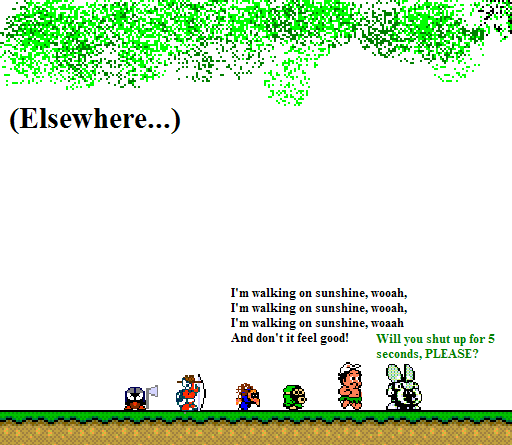 (Elsewhere...)
I'm walking on sunshine, wooah,
I'm walking on sunshine, wooah,
I'm walking on sunshine, woaah
And don't it feel good!
Will you shut up for 5
seconds, PLEASE?